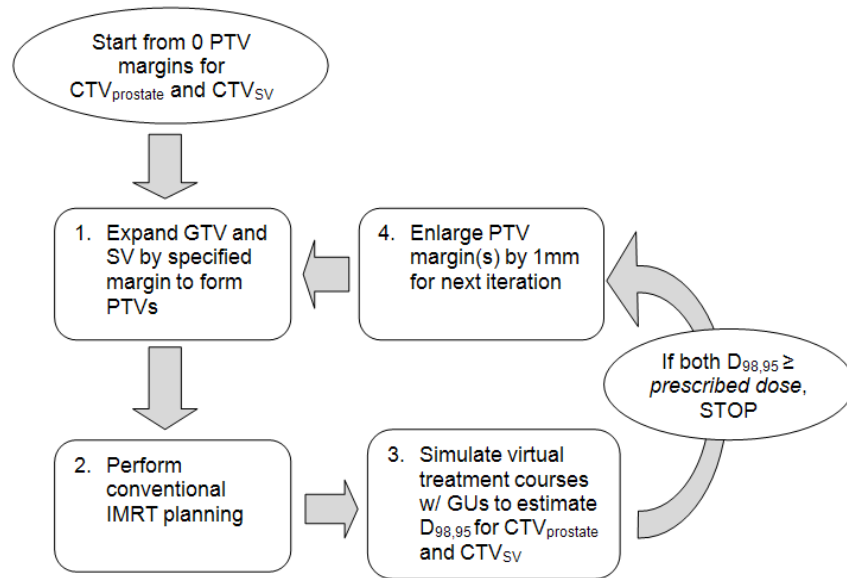 Start from 0 PTV
margins for
CTVprostate and CTVSV
1. Expand GTV and
SV by specified
margin to form
PTVs
4. Enlarge PTV
margin(s) by 1mm
for next iteration
If both D98,95 ≥
prescribed dose,
STOP
2. Perform
conventional
IMRT planning
3. Simulate virtual
treatment courses
w/ GUs to estimate
D98,95 for CTVprostate
and CTVSV